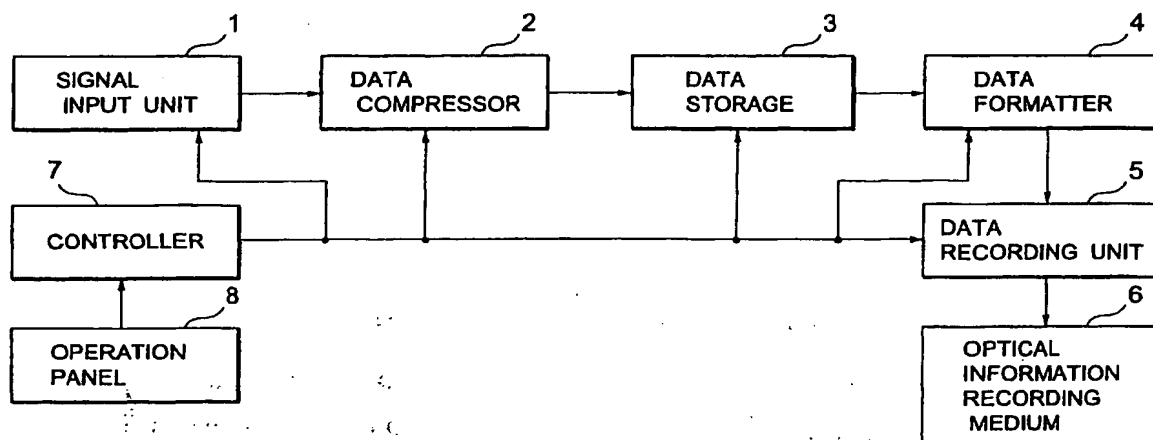 1
SIGNAL
INPUT UNIT
2
DATA
COMPRESSOR
3
DATA
STORAGE
4
DATA
FORMATTER
7
CONTROLLER
5
DATA
RECORDING UNIT
8
OPERATION
PANEL
6
OPTICAL
INFORMATION
RECORDING
MEDIUM